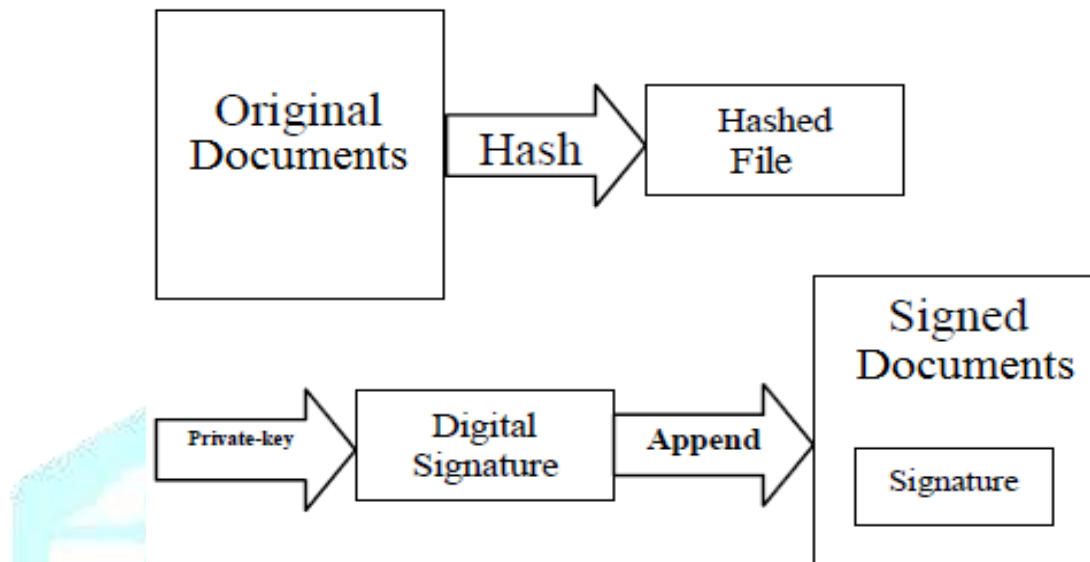 Original
Documents
Hash
Hashed
File
Private-key
Digital
Signature
Append
Signed
Documents
Signature